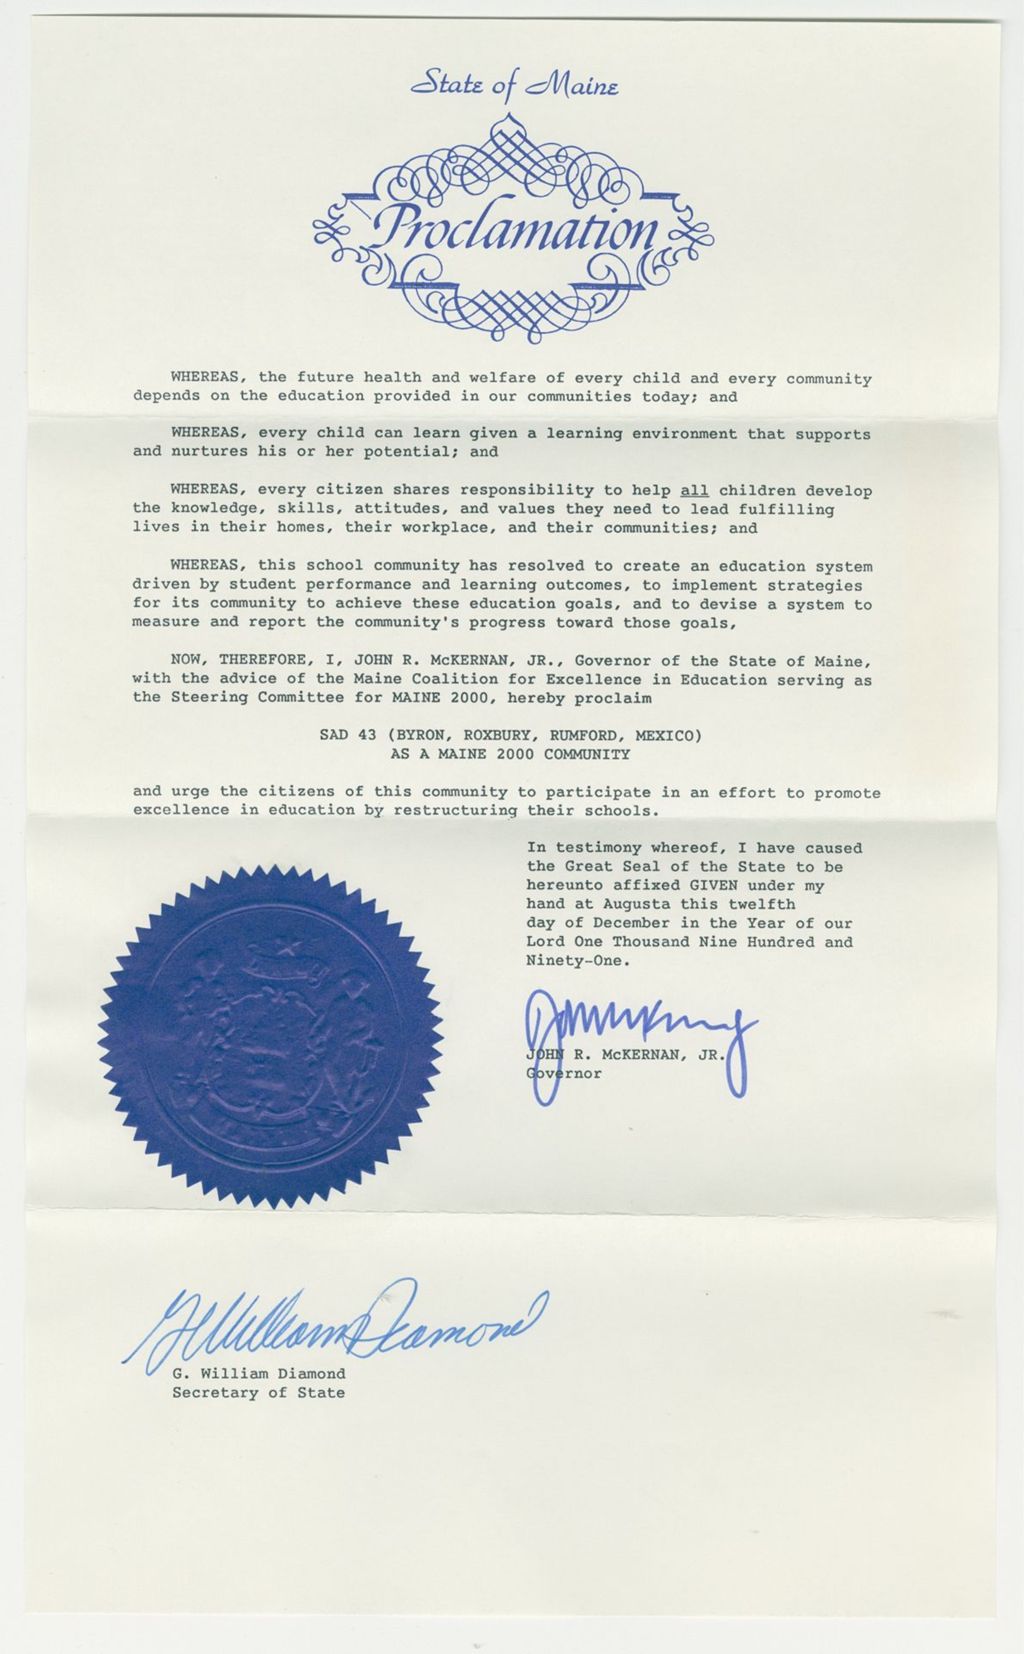 State of Maine
Proclamation
WHEREAS, the future health and welfare of every child and every community
depends on the education provided in our communities today; and
WHEREAS, every child can learn given a learning environment that supports
and nurtures his or her potential; and
WHEREAS, every citizen shares responsibility to help all children develop
the knowledge, skills, attitudes, and values they need to lead fulfilling
lives in their homes, their workplace, and their communities; and
WHEREAS, this school community has resolved to create an education system
driven by student performance and learning outcomes, to implement strategies
for its community to achieve these education goals, and to devise a system to
measure and report the community's progress toward those goals,
NOW, THEREFORE, I, JOHN R. McKERNAN, JR., Governor of the State of Maine,
with the advice of the Maine Coalition for Excellence in Education serving as
the Steering Committee for MAINE 2000, hereby proclaim
SAD 43 (BYRON, ROXBURY, RUMFORD, MEXICO)
AS A MAINE 2000 COMMUNITY
and urge the citizens of this community to participate in an effort to promote
excellence in education by restructuring their schools.
In testimony whereof, I have caused
the Great Seal of the State to be
hereunto affixed GIVEN under my
hand at Augusta this twelfth
day of December in the Year of our
Lord One Thousand Nine Hundred and
Ninety-One.
JOHN R. McKERNAN, JR.
Governor
G William Diamond
G. William Diamond
Secretary of State